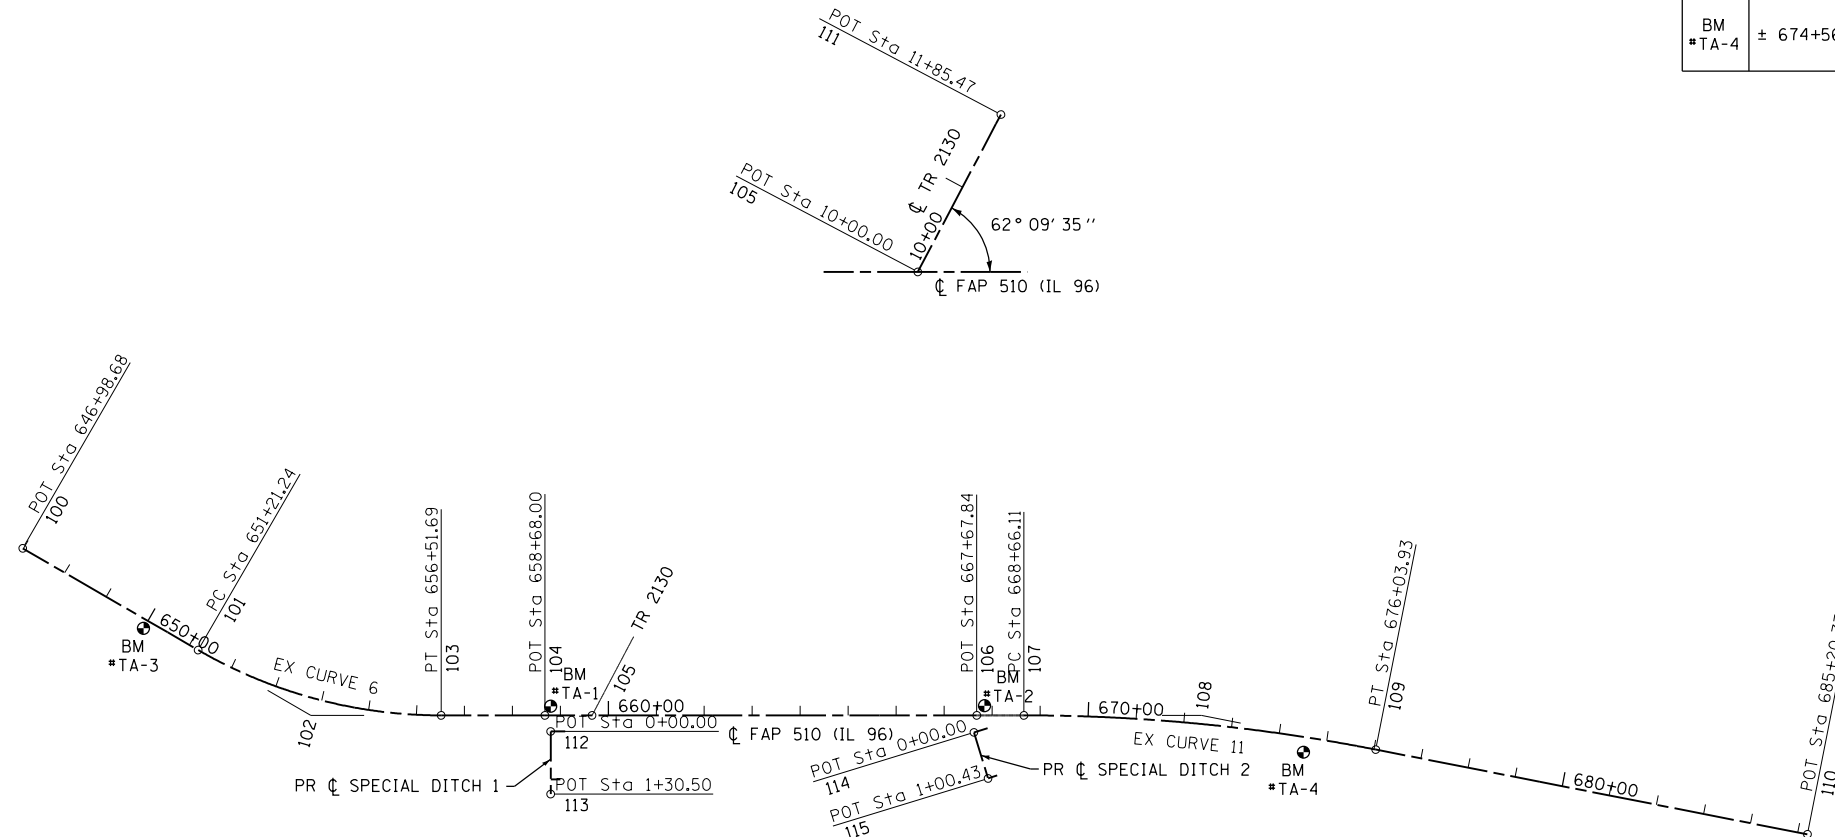 BM
#TA-4
± 674+56
POT Sta 11+85.47
111
POT Sta 10+00.00
105
10+00
℄ TR 2130
62° 09' 35"
℄ FAP 510 (IL 96)
POT Sta 646+98.68
100
PC Sta 651+21.24
101
BM
#TA-3
650+00
EX CURVE 6
102
PT Sta 656+51.69
103
POT Sta 658+68.00
104
BM
#TA-1
TR 2130
105
660+00
POT Sta 0+00.00
112
℄ FAP 510 (IL 96)
PR ℄ SPECIAL DITCH 1
POT Sta 1+30.50
113
POT Sta 667+67.84
106
PC Sta 668+66.11
107
BM
#TA-2
670+00
108
POT Sta 0+00.00
114
POT Sta 1+00.43
115
PR ℄ SPECIAL DITCH 2
EX CURVE 11
BM
#TA-4
PT Sta 676+03.93
109
680+00
POT Sta
110